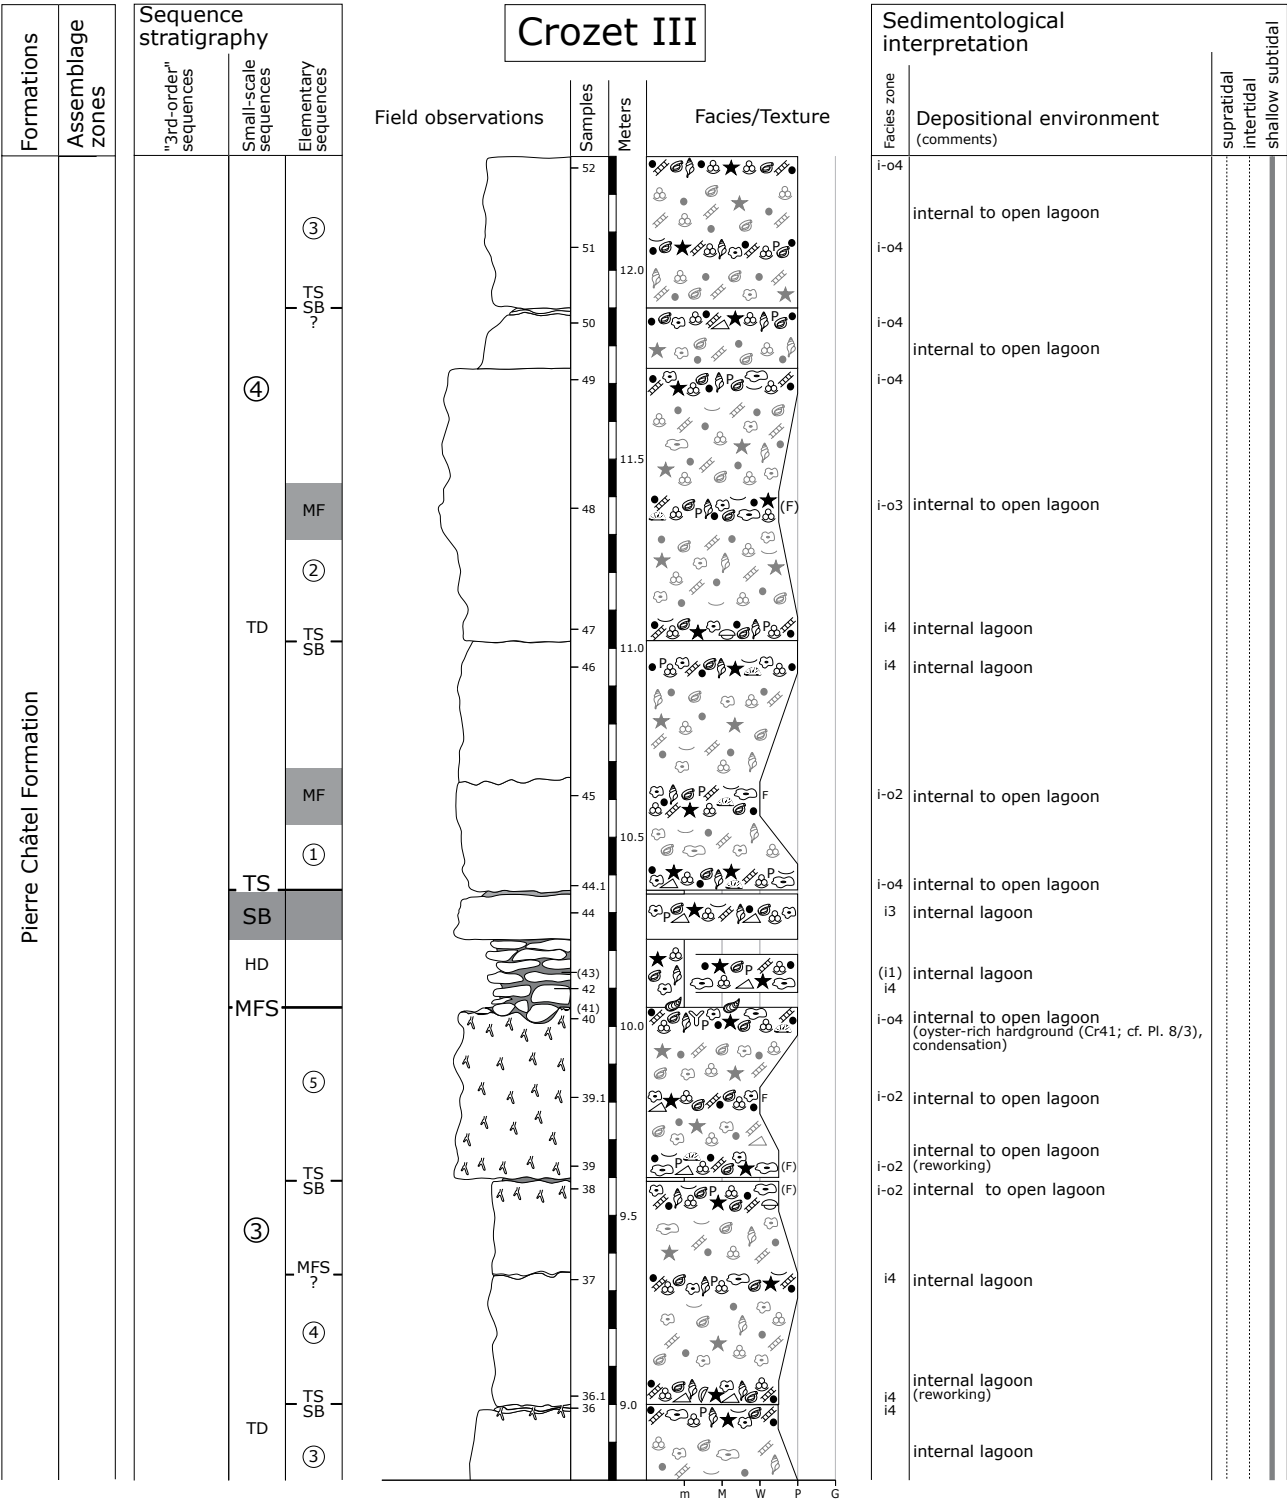 Crozet III
Formations
Assemblage
zones
Sequence
stratigraphy
"3rd-order"
sequences
Small-scale
sequences
Elementary
sequences
Field observations
Samples
Meters
Facies/Texture
Sedimentological
interpretation
Facies zone
Depositional environment
(comments)
supratidal
intertidal
shallow subtidal
Pierre Châtel Formation
4
TD
TS
SB
HD
MFS
3
TD
3
TS
SB
?
MF
2
TS
SB
MF
1
5
TS
SB
MFS
?
4
TS
SB
3
52
51
50
49
48
47
46
45
44.1
44
(43)
42
(41)
40
39.1
39
38
37
36.1
36
12.0
11.5
11.0
10.5
10.0
9.5
9.0
P
P
P
P
(F)
P
P
P
P
F
P
P
P
P
F
P
(F)
P
(F)
P
P
m M W P G
i-o4
internal to open lagoon
i-o4
i-o4
internal to open lagoon
i-o4
i-o3 internal to open lagoon
i4 internal lagoon
i4 internal lagoon
i-o2 internal to open lagoon
i-o4 internal to open lagoon
i3 internal lagoon
(i1) internal lagoon
i4
i-o4 internal to open lagoon
(oyster-rich hardground (Cr41; cf. Pl. 8/3),
condensation)
i-o2 internal to open lagoon
internal to open lagoon
i-o2 (reworking)
i-o2 internal to open lagoon
i4 internal lagoon
internal lagoon
i4 (reworking)
i4
internal lagoon